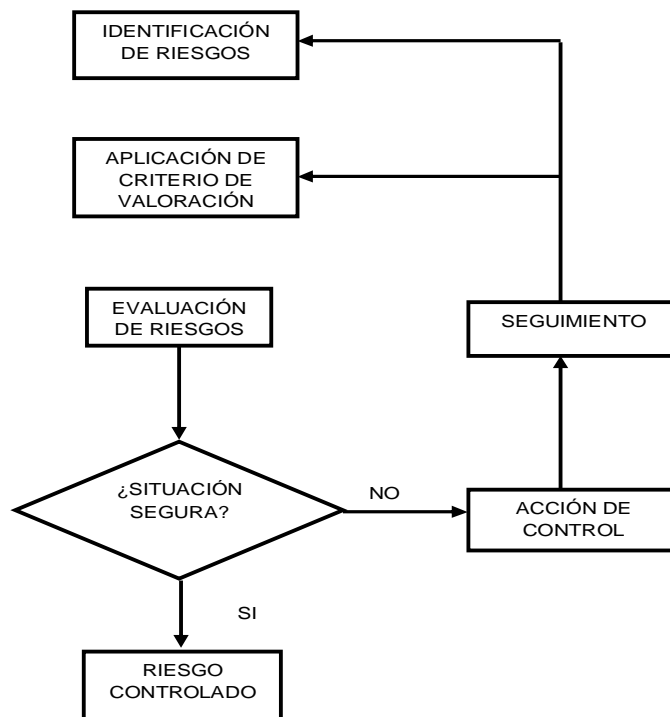 IDENTIFICACIÓN
DE RIESGOS
APLICACIÓN DE
CRITERIO DE
VALORACIÓN
EVALUACIÓN
DE RIESGOS
SEGUIMIENTO
¿SITUACIÓN
SEGURA?
NO
ACCIÓN DE
CONTROL
SI
RIESGO
CONTROLADO